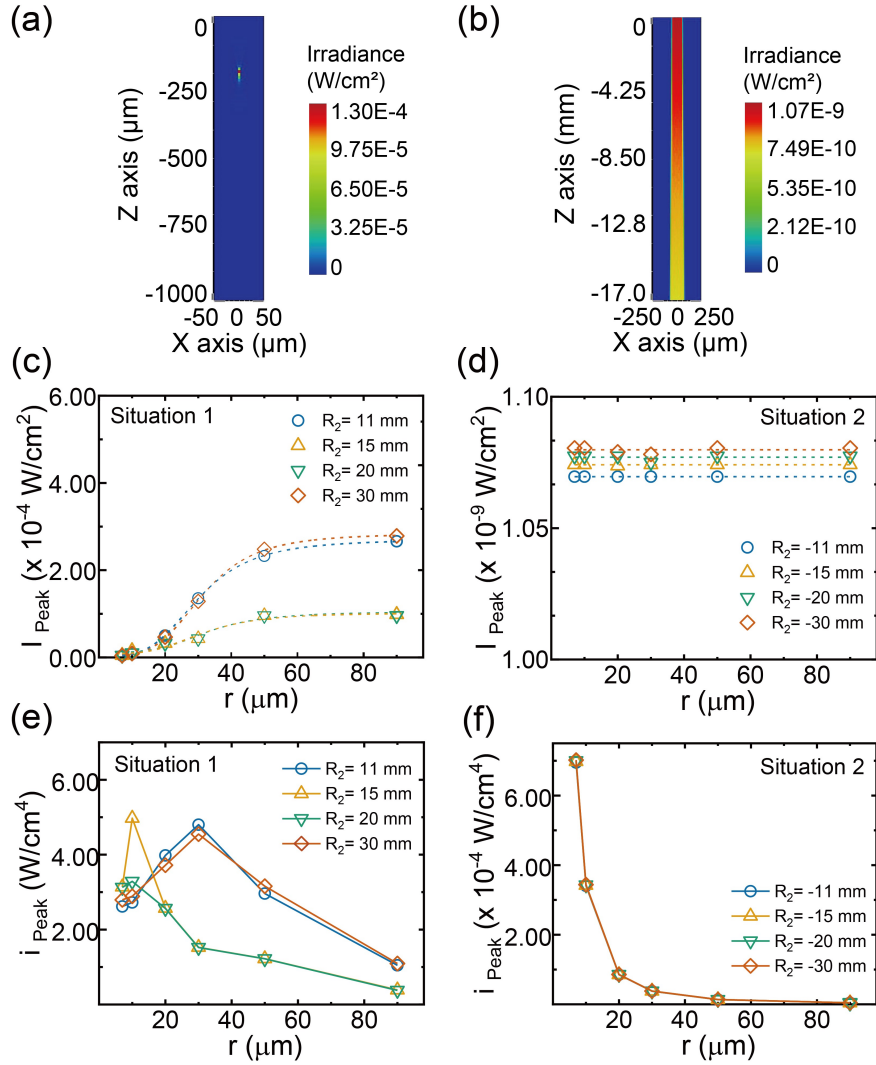 (a)
0
-250
-500
-750
-1000
Z axis (μm)
-50 0 50
X axis (μm)
Irradiance
(W/cm²)
1.30E-4
9.75E-5
6.50E-5
3.25E-5
0
(b)
0
-4.25
-8.50
-12.8
-17.0
Z axis (mm)
-250 0 250
X axis (μm)
Irradiance
(W/cm²)
1.07E-9
7.49E-10
5.35E-10
2.12E-10
0
(c)
6.00
4.00
2.00
0.00
I Peak (x 10⁻⁴ W/cm²)
Situation 1
R₂= 11 mm
R₂= 15 mm
R₂= 20 mm
R₂= 30 mm
20 40 60 80
r (μm)
(d)
1.10
1.05
1.00
I Peak (x 10⁻⁹ W/cm²)
Situation 2
R₂= -11 mm
R₂= -15 mm
R₂= -20 mm
R₂= -30 mm
20 40 60 80
r (μm)
(e)
6.00
4.00
2.00
i Peak (W/cm⁴)
Situation 1
R₂= 11 mm
R₂= 15 mm
R₂= 20 mm
R₂= 30 mm
20 40 60 80
r (μm)
(f)
6.00
4.00
2.00
i Peak (x 10⁻⁴ W/cm⁴)
Situation 2
R₂= -11 mm
R₂= -15 mm
R₂= -20 mm
R₂= -30 mm
20 40 60 80
r (μm)